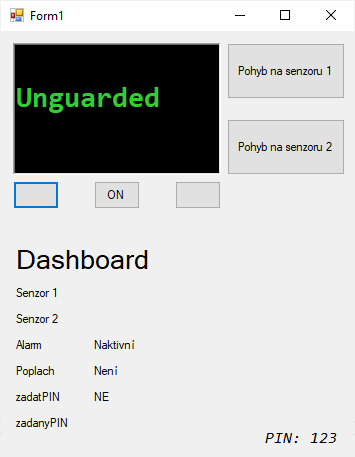 Form1
Unguarded
Pohyb na senzoru 1
Pohyb na senzoru 2
ON
Dashboard
Senzor 1
Senzor 2
Alarm Naktivní
Poplach Není
zadatPIN NE
zadanyPIN
PIN: 123